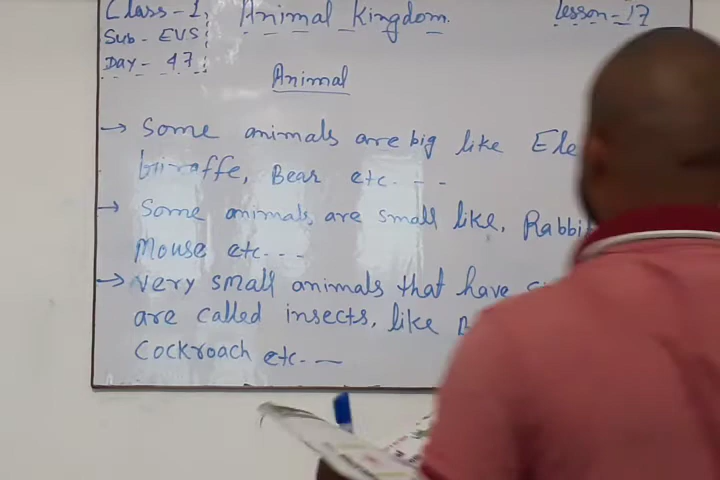 Class - 1, Animal Kingdom. Lesson - 17
Sub - EVS
Day - 47
Animal
→ Some animals are big like Ele
Giraffe, Bear etc. - -
→ Some animals are small like, Rabbi
Mouse etc - - -
→ Very small animals that have
are called insects, like
Cockroach etc. —